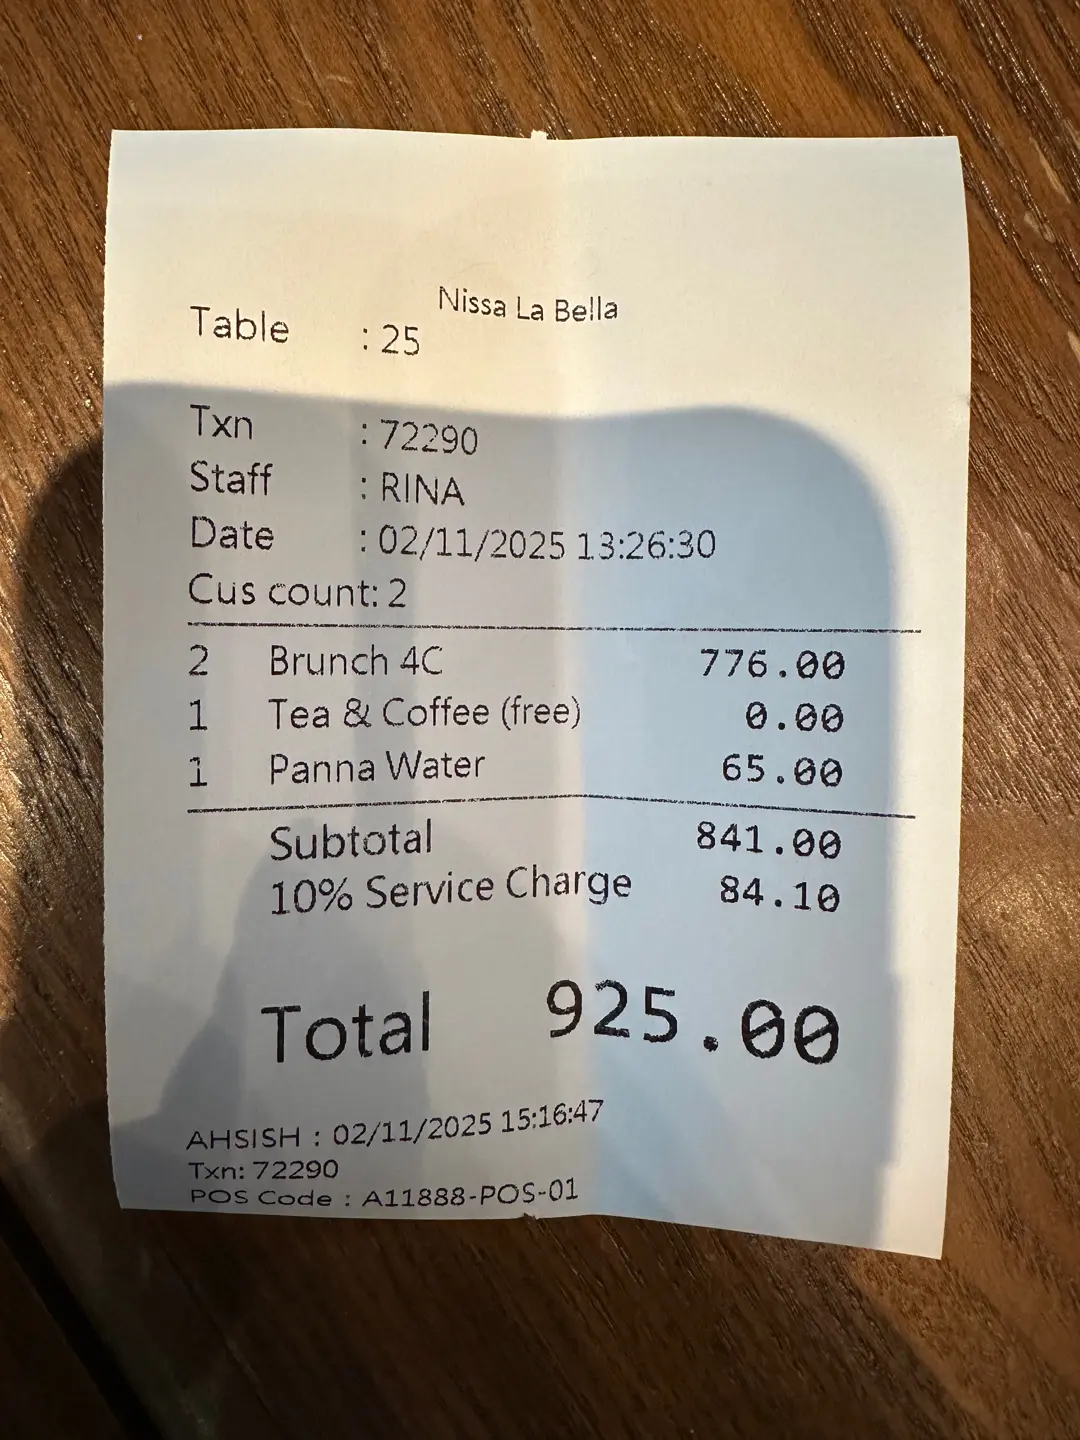 Nissa La Bella
Table : 25
Txn : 72290
Staff : RINA
Date : 02/11/2025 13:26:30
Cus count: 2
2 Brunch 4C 776.00
1 Tea & Coffee (free) 0.00
1 Panna Water 65.00
Subtotal 841.00
10% Service Charge 84.10
Total 925.00
AHSISH : 02/11/2025 15:16:47
Txn: 72290
POS Code : A11888-POS-01